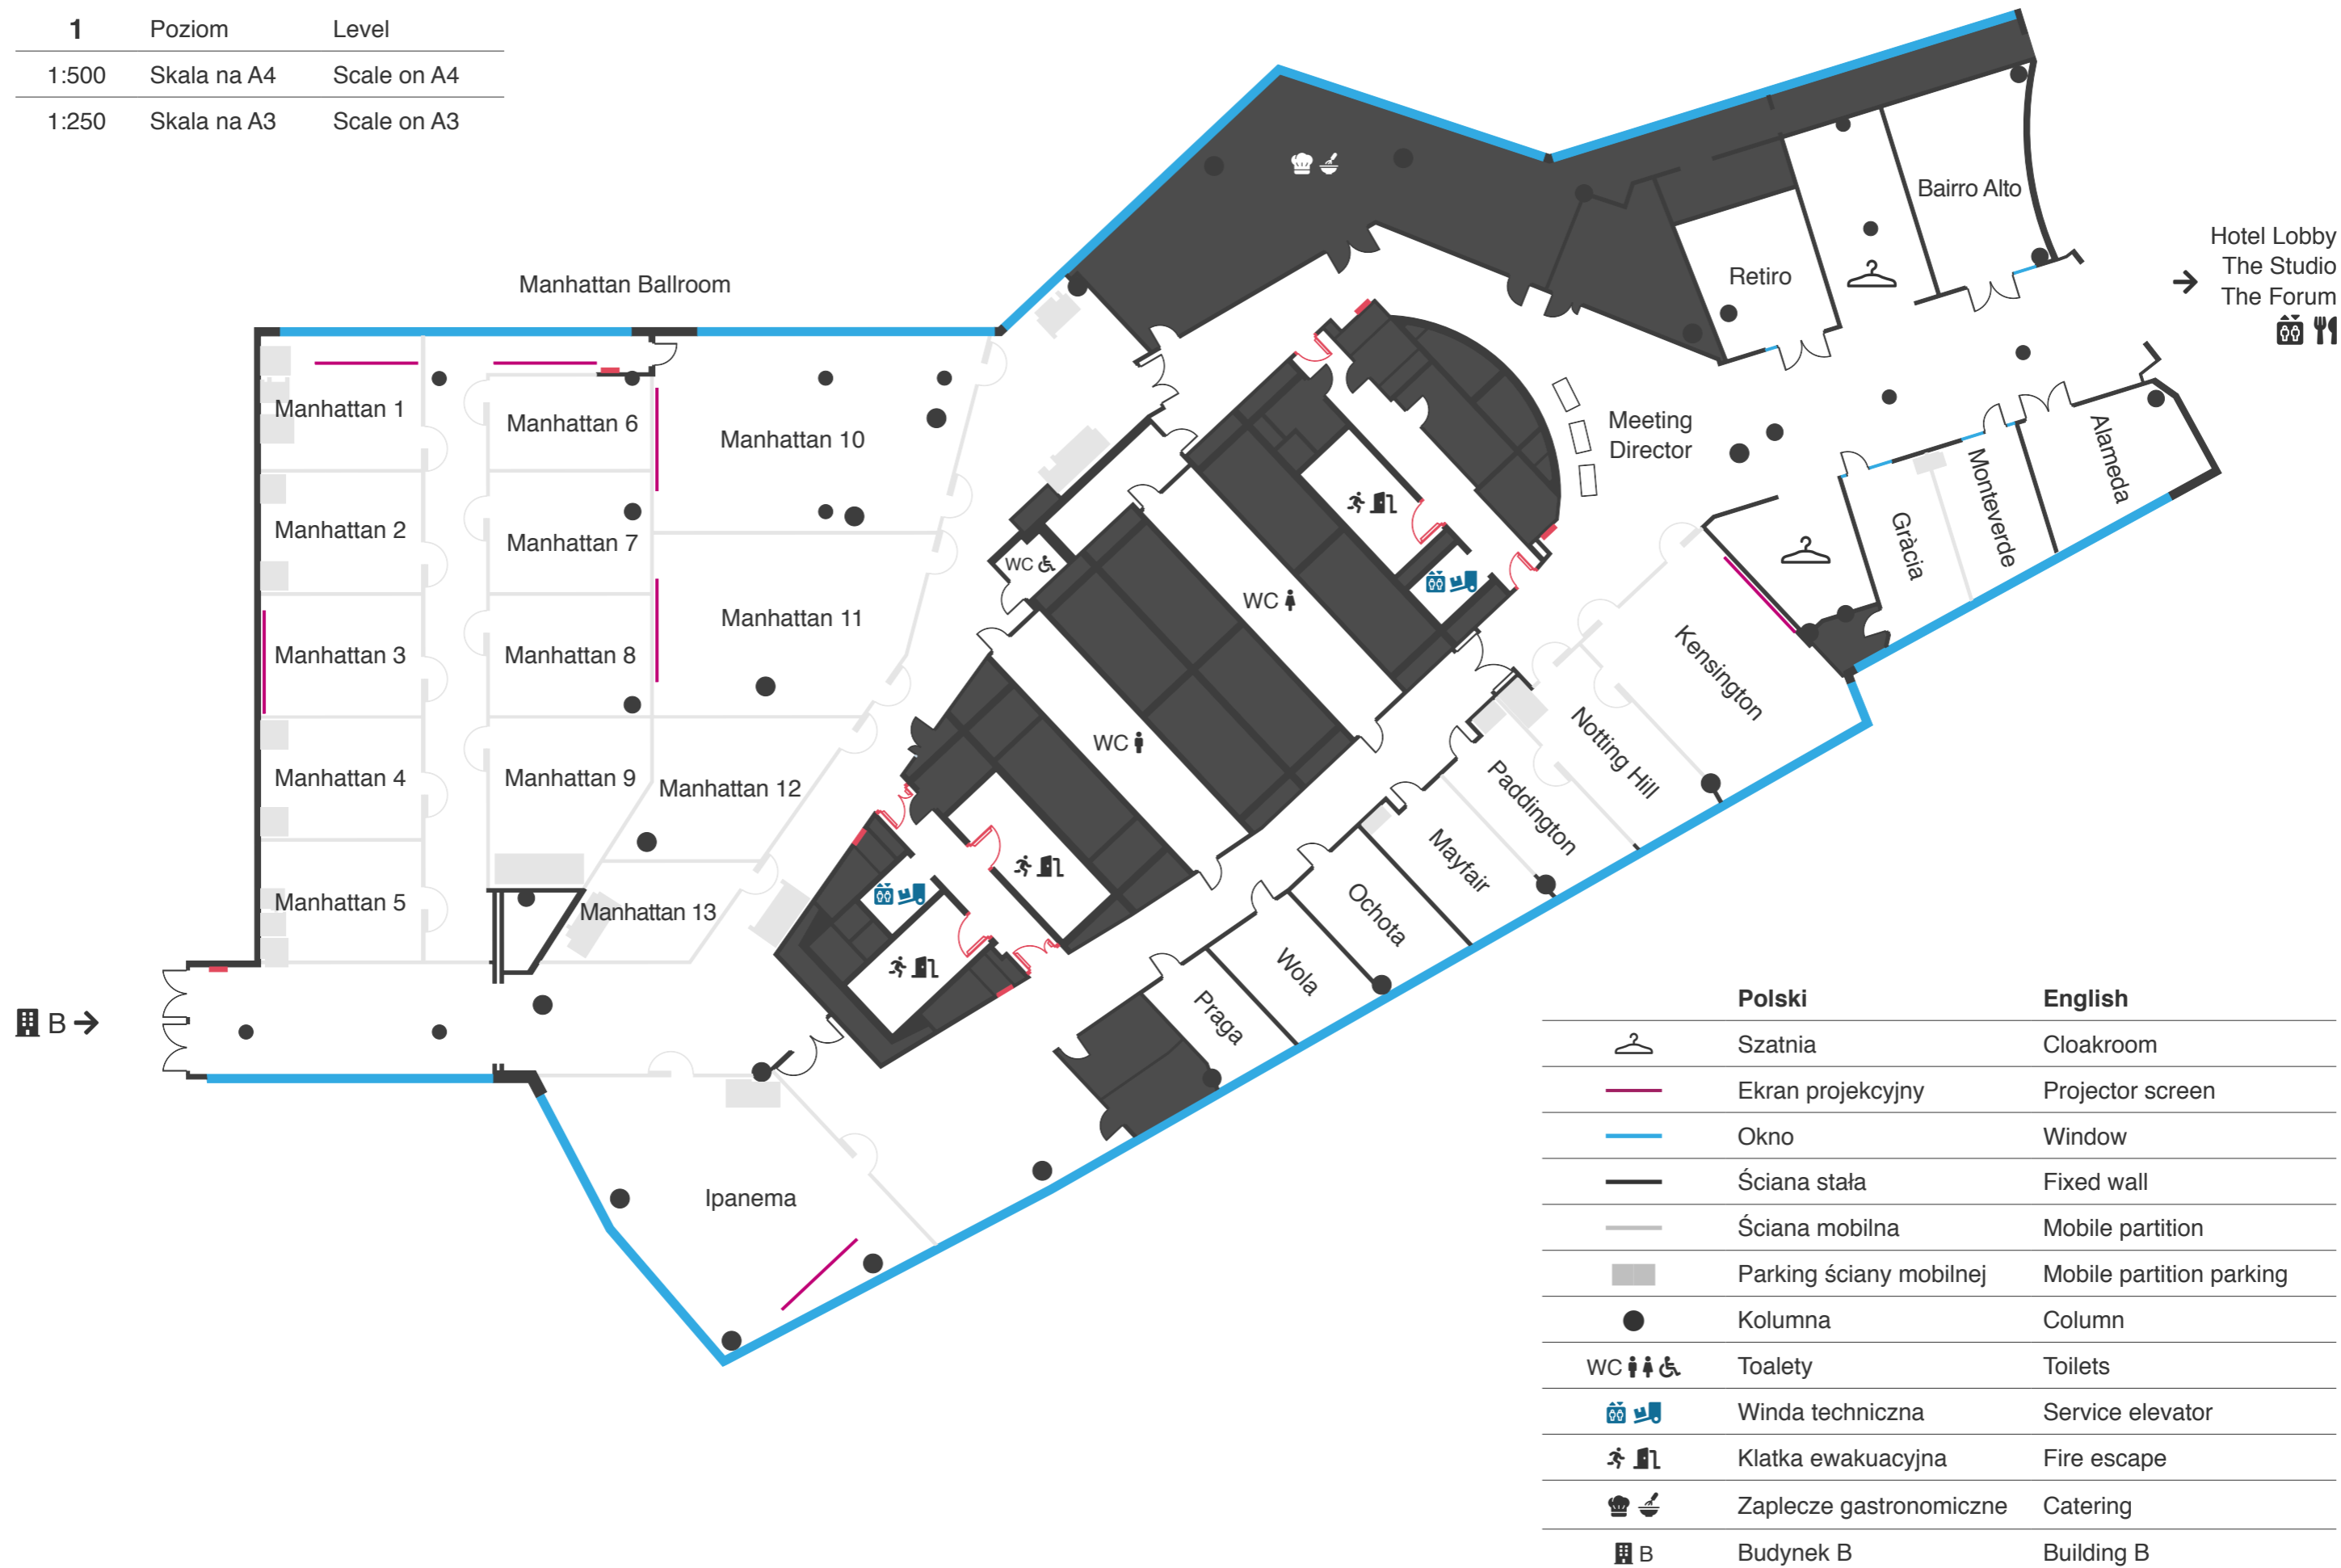 1 Poziom Level
1:500 Skala na A4 Scale on A4
1:250 Skala na A3 Scale on A3
Manhattan Ballroom
Manhattan 1
Manhattan 2
Manhattan 3
Manhattan 4
Manhattan 5
Manhattan 6
Manhattan 7
Manhattan 8
Manhattan 9
Manhattan 10
Manhattan 11
Manhattan 12
Manhattan 13
B
Ipanema
WC
WC
WC
Praga
Wola
Ochota
Mayfair
Paddington
Notting Hill
Kensington
Gràcia
Monteverde
Alameda
Meeting
Director
Retiro
Bairro Alto
Hotel Lobby
The Studio
The Forum
Polski English
Szatnia Cloakroom
Ekran projekcyjny Projector screen
Okno Window
Ściana stała Fixed wall
Ściana mobilna Mobile partition
Parking ściany mobilnej Mobile partition parking
Kolumna Column
WC Toalety Toilets
Winda techniczna Service elevator
Klatka ewakuacyjna Fire escape
Zaplecze gastronomiczne Catering
B Budynek B Building B